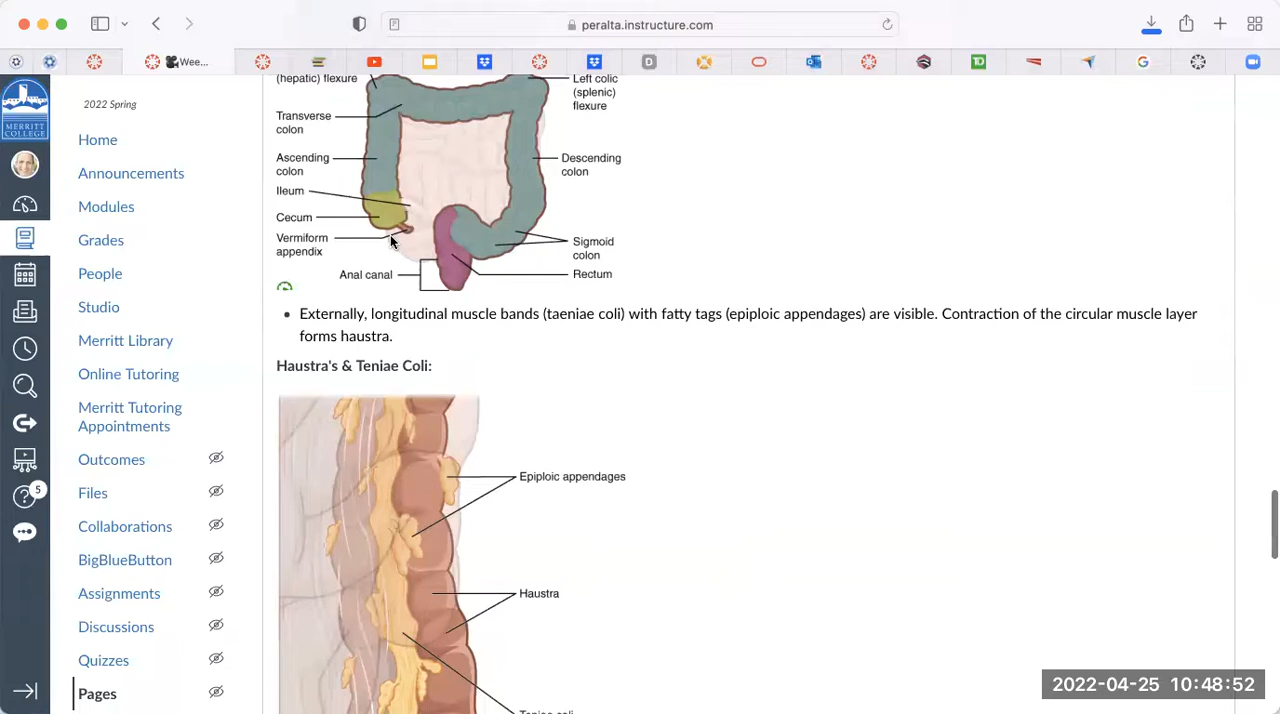 peralta.instructure.com
Wee...
MERRITT
COLLEGE
2022 Spring
Home
Announcements
Modules
Grades
People
Studio
Merritt Library
Online Tutoring
Merritt Tutoring
Appointments
Outcomes
Files
Collaborations
BigBlueButton
Assignments
Discussions
Quizzes
Pages
5
(hepatic) flexure
Transverse
colon
Ascending
colon
Ileum
Cecum
Vermiform
appendix
Anal canal
Left colic
(splenic)
flexure
Descending
colon
Sigmoid
colon
Rectum
Externally, longitudinal muscle bands (taeniae coli) with fatty tags (epiploic appendages) are visible. Contraction of the circular muscle layer
forms haustra.
Haustra's & Teniae Coli:
Epiploic appendages
Haustra
2022-04-25 10:48:52